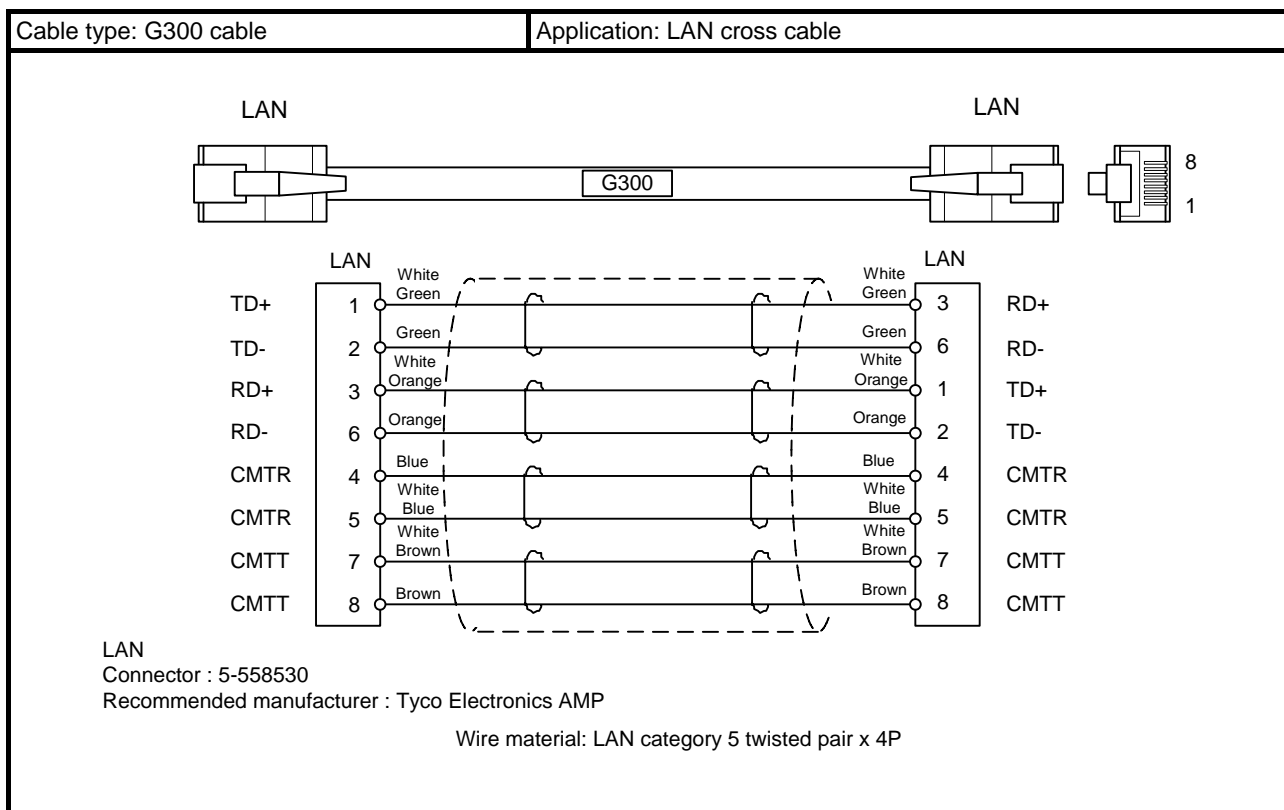 Cable type: G300 cable
Application: LAN cross cable
LAN
LAN
G300
8
1
LAN
LAN
TD+ 1 White Green White Green 3 RD+
TD- 2 Green Green 6 RD-
RD+ 3 White Orange White Orange 1 TD+
RD- 6 Orange Orange 2 TD-
CMTR 4 Blue Blue 4 CMTR
CMTR 5 White Blue White Blue 5 CMTR
CMTT 7 White Brown White Brown 7 CMTT
CMTT 8 Brown Brown 8 CMTT
LAN
Connector : 5-558530
Recommended manufacturer : Tyco Electronics AMP
Wire material: LAN category 5 twisted pair x 4P